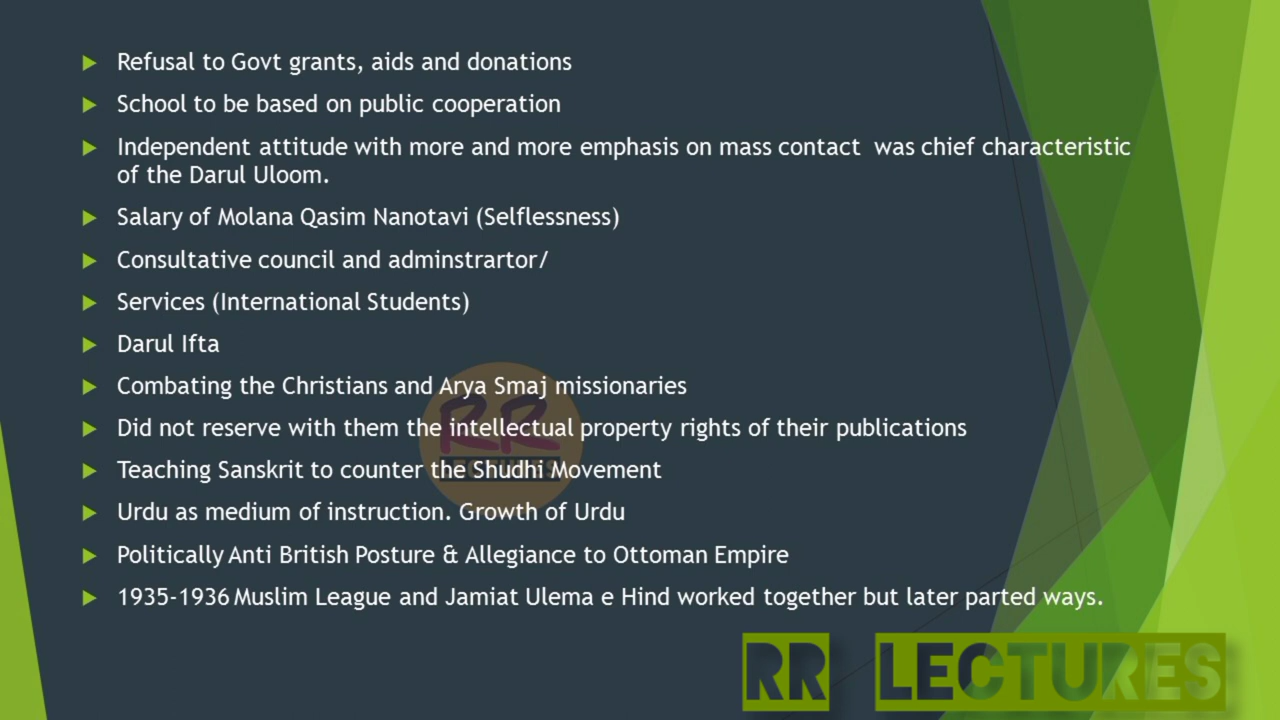 Refusal to Govt grants, aids and donations
School to be based on public cooperation
Independent attitude with more and more emphasis on mass contact was chief characteristic
of the Darul Uloom.
Salary of Molana Qasim Nanotavi (Selflessness)
Consultative council and adminstrartor/
Services (International Students)
Darul Ifta
Combating the Christians and Arya Smaj missionaries
Did not reserve with them the intellectual property rights of their publications
Teaching Sanskrit to counter the Shudhi Movement
Urdu as medium of instruction. Growth of Urdu
Politically Anti British Posture & Allegiance to Ottoman Empire
1935-1936 Muslim League and Jamiat Ulema e Hind worked together but later parted ways.
RR
LECTURES
RR LECTURES